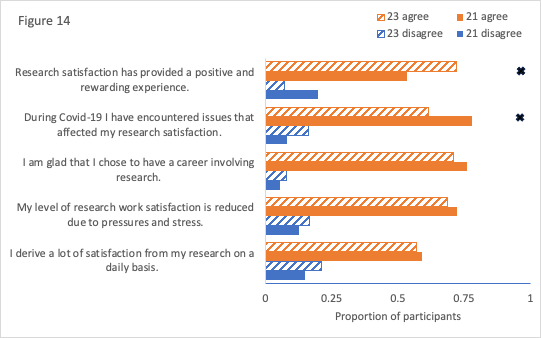 Figure 14
23 agree
21 agree
23 disagree
21 disagree
Research satisfaction has provided a positive and
rewarding experience.
During Covid-19 I have encountered issues that
affected my research satisfaction.
I am glad that I chose to have a career involving
research.
My level of research work satisfaction is reduced
due to pressures and stress.
I derive a lot of satisfaction from my research on a
daily basis.
0 0.25 0.5 0.75 1
Proportion of participants